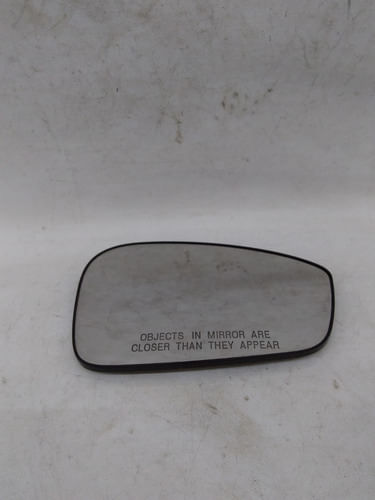 OBJECTS IN MIRROR ARE
CLOSER THAN THEY APPEAR